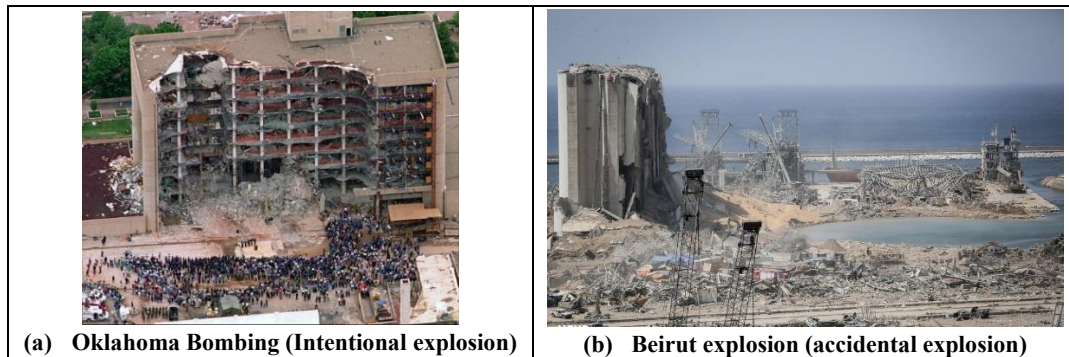 (a) Oklahoma Bombing (Intentional explosion)
(b) Beirut explosion (accidental explosion)